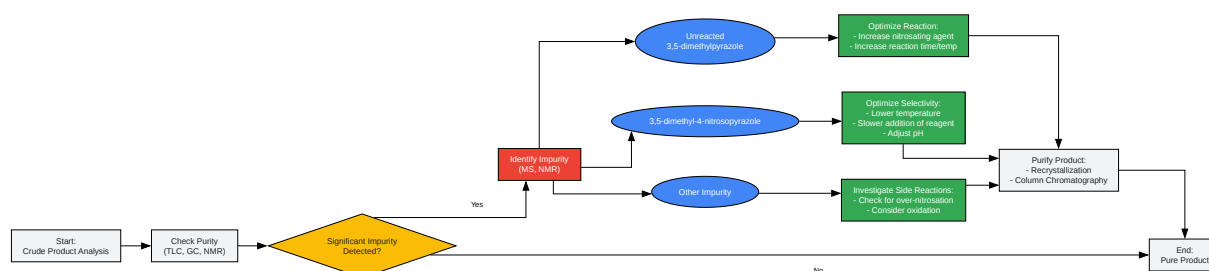 Unreacted
3,5-dimethylpyrazole
Optimize Reaction:
- Increase nitrosating agent
- Increase reaction time/temp
3,5-dimethyl-4-nitrosopyrazole
Optimize Selectivity:
- Lower temperature
- Slower addition of reagent
- Adjust pH
Identify Impurity
(MS, NMR)
Purify Product:
- Recrystallization
- Column Chromatography
Other Impurity
Investigate Side Reactions:
- Check for over-nitrosation
- Consider oxidation
Yes
Start:
Crude Product Analysis
Check Purity
(TLC, GC, NMR)
Significant Impurity
Detected?
End:
Pure Product
No